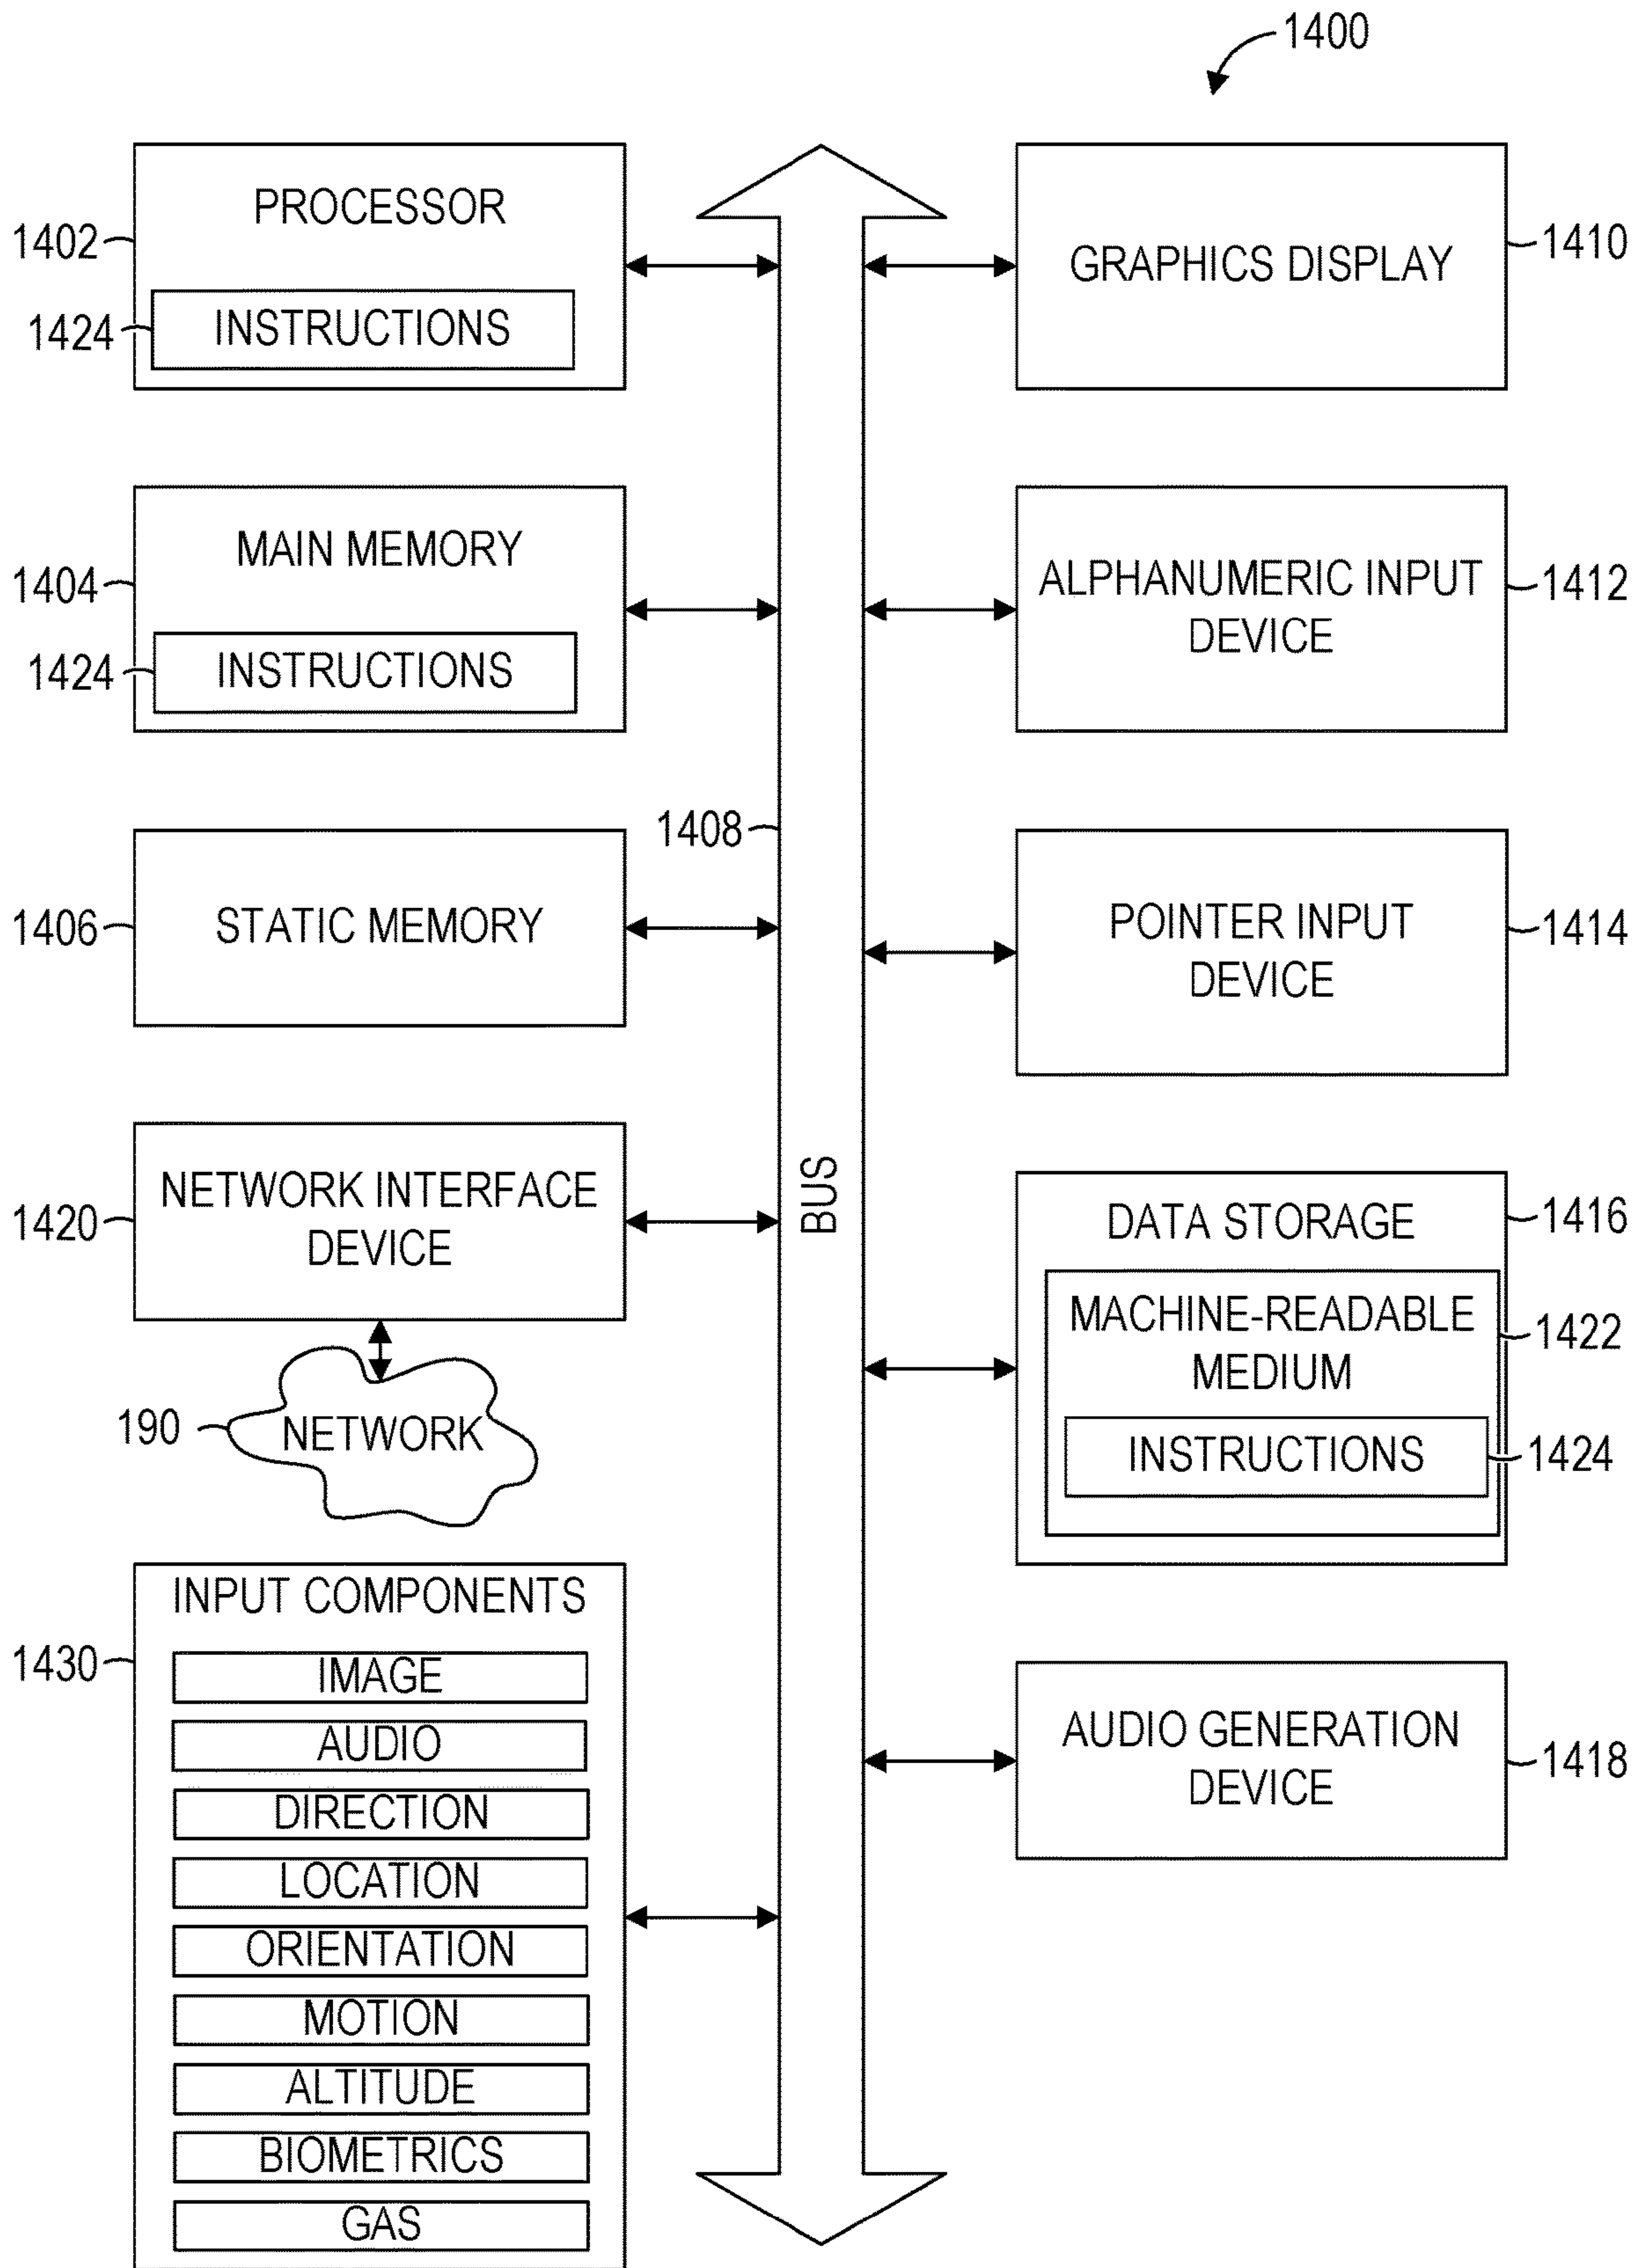 1400
PROCESSOR
1402
1424
INSTRUCTIONS
MAIN MEMORY
1404
1424
INSTRUCTIONS
1408
1406
STATIC MEMORY
1420
NETWORK INTERFACE
DEVICE
190
NETWORK
INPUT COMPONENTS
1430
IMAGE
AUDIO
DIRECTION
LOCATION
ORIENTATION
MOTION
ALTITUDE
BIOMETRICS
GAS
BUS
GRAPHICS DISPLAY
1410
ALPHANUMERIC INPUT
DEVICE
1412
POINTER INPUT
DEVICE
1414
DATA STORAGE
1416
MACHINE-READABLE
MEDIUM
1422
INSTRUCTIONS
1424
AUDIO GENERATION
DEVICE
1418